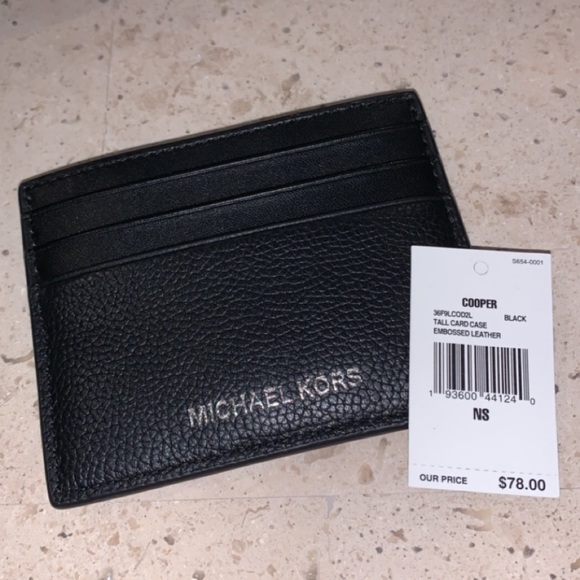 MICHAEL KORS
S654-0001
COOPER
36F9LCOD2L BLACK
TALL CARD CASE
EMBOSSED LEATHER
1 93600 44124 0
NS
OUR PRICE $78.00